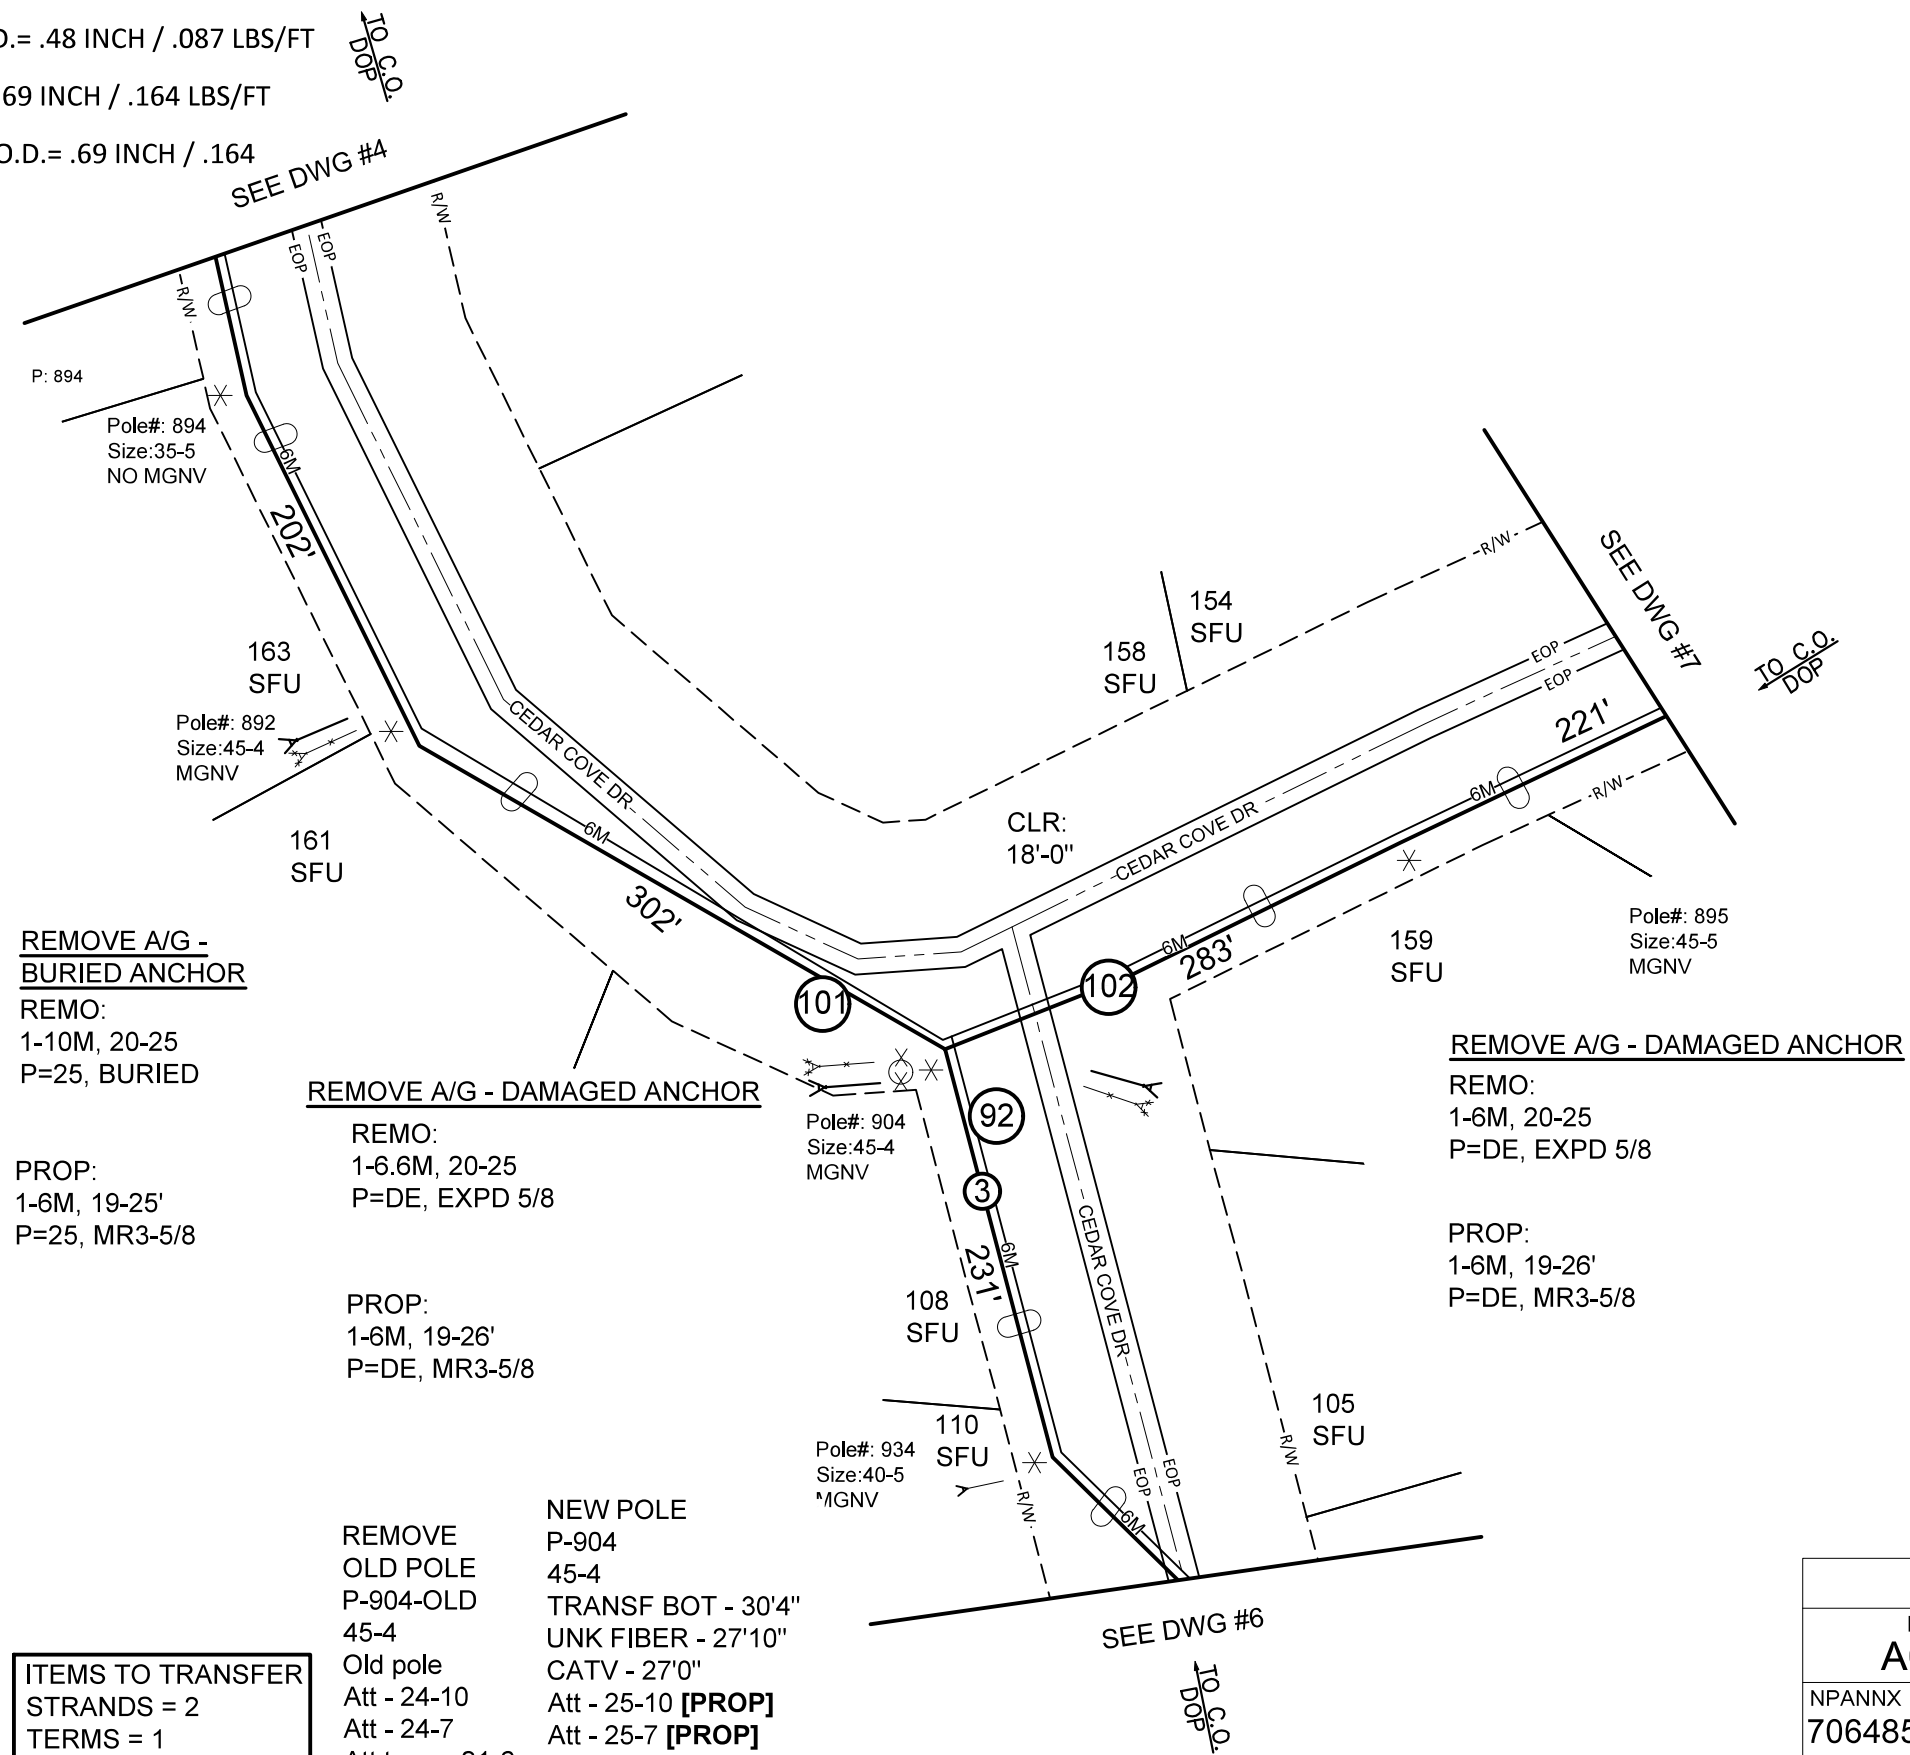 .= .48 INCH / .087 LBS/FT
69 INCH / .164 LBS/FT
O.D.= .69 INCH / .164
TO C.O.
DOP
SEE DWG #4
R/W
EOP
EOP
R/W
P: 894
Pole#: 894
Size:35-5
NO MGNV
6M
202'
163
SFU
Pole#: 892
Size:45-4
MGNV
A
A
161
SFU
CEDAR COVE DR
6M
302'
154
SFU
158
SFU
R/W
SEE DWG #7
TO C.O.
DOP
EOP
EOP
221'
6M
R/W
CLR:
18'-0"
CEDAR COVE DR
6M
283'
159
SFU
Pole#: 895
Size:45-5
MGNV
101
102
REMOVE A/G -
BURIED ANCHOR
REMO:
1-10M, 20-25
P=25, BURIED
PROP:
1-6M, 19-25'
P=25, MR3-5/8
REMOVE A/G - DAMAGED ANCHOR
REMO:
1-6.6M, 20-25
P=DE, EXPD 5/8
PROP:
1-6M, 19-26'
P=DE, MR3-5/8
A
A
Pole#: 904
Size:45-4
MGNV
92
3
A
A
REMOVE A/G - DAMAGED ANCHOR
REMO:
1-6M, 20-25
P=DE, EXPD 5/8
PROP:
1-6M, 19-26'
P=DE, MR3-5/8
6M
231'
CEDAR COVE DR
108
SFU
110
SFU
105
SFU
R/W
Pole#: 934
Size:40-5
MGNV
A
R/W
EOP
EOP
6M
SEE DWG #6
TO C.O.
DOP
REMOVE
OLD POLE
P-904-OLD
45-4
Old pole
Att - 24-10
Att - 24-7
NEW POLE
P-904
45-4
TRANSF BOT - 30'4"
UNK FIBER - 27'10"
CATV - 27'0"
Att - 25-10 [PROP]
Att - 25-7 [PROP]
ITEMS TO TRANSFER
STRANDS = 2
TERMS = 1
NPANNX
706485